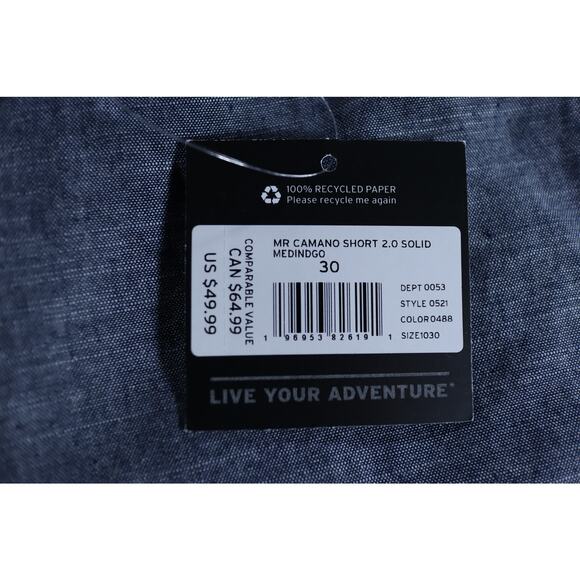 100% RECYCLED PAPER
Please recycle me again
MR CAMANO SHORT 2.0 SOLID
MEDINDGO
30
DEPT 0053
STYLE 0521
COLOR 0488
SIZE 1030
1 96953 82619 1
COMPARABLE VALUE
CAN $64.99
US $49.99
LIVE YOUR ADVENTURE®